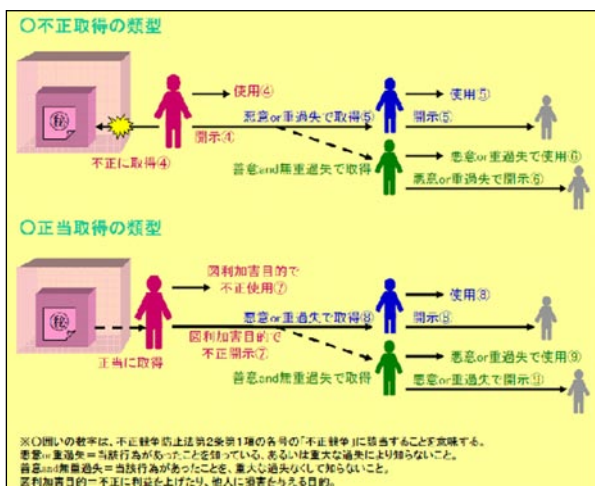 〇不正取得の類型
秘
使用④
悪意or重過失で取得⑤
開示④
不正に取得④
使用⑤
開示⑤
善意and無重過失で取得
悪意or重過失で使用⑥
悪意or重過失で開示⑥
〇正当取得の類型
図利加害目的で
不正使用⑦
秘
悪意or重過失で取得⑧
図利加害目的で
不正開示⑦
正当に取得
使用⑧
開示⑧
善意and無重過失で取得
悪意or重過失で使用⑨
悪意or重過失で開示
※〇囲いの数字は、不正競争防止法第2条第1項の各号の「不正競争」に該当することを意味する。
悪意or重過失=当該行為があったことを知っている、あるいは重大な過失により知らないこと。
善意and無重過失=当該行為があったことを、重大な過失なくして知らないこと。
図利加害目的=不正に利益を上げたり、他人に損害を与える目的。